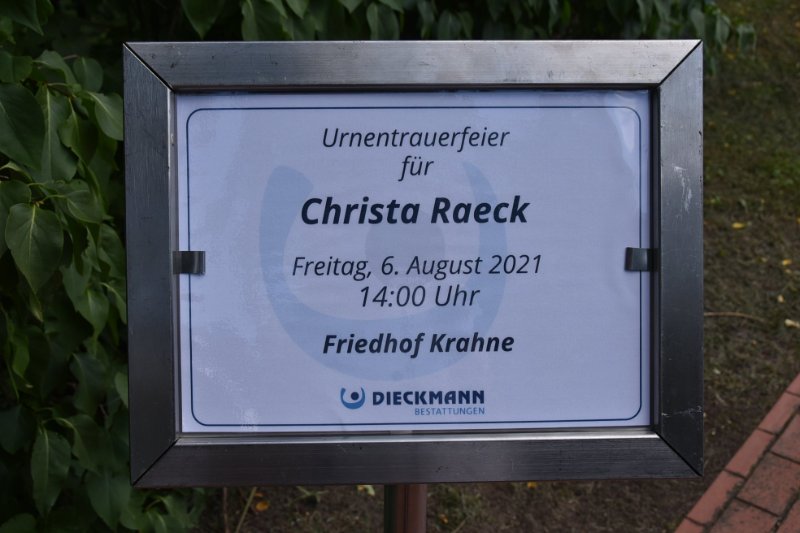 Urnentrauerfeier
für
Christa Raeck
Freitag, 6. August 2021
14:00 Uhr
Friedhof Krahne
DIECKMANN
BESTATTUNGEN